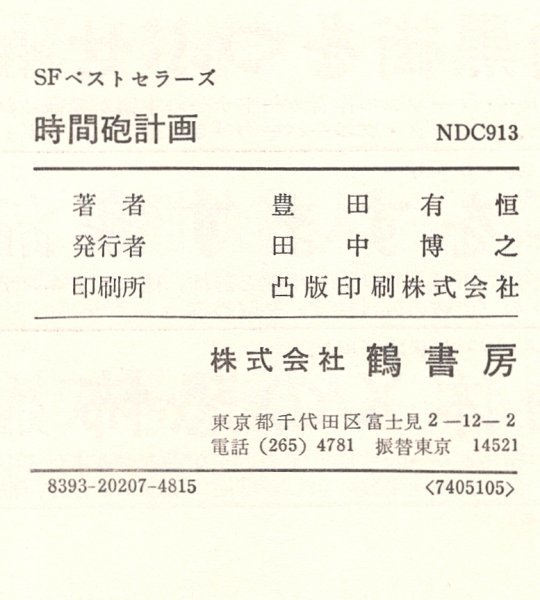 SFベストセラーズ
時間砲計画 NDC913
著者 豊田有恒
発行者 田中博之
印刷所 凸版印刷株式会社
株式会社 鶴書房
東京都千代田区富士見2—12—2
電話 (265) 4781 振替東京 14521
8393-20207-4815 <7405105>